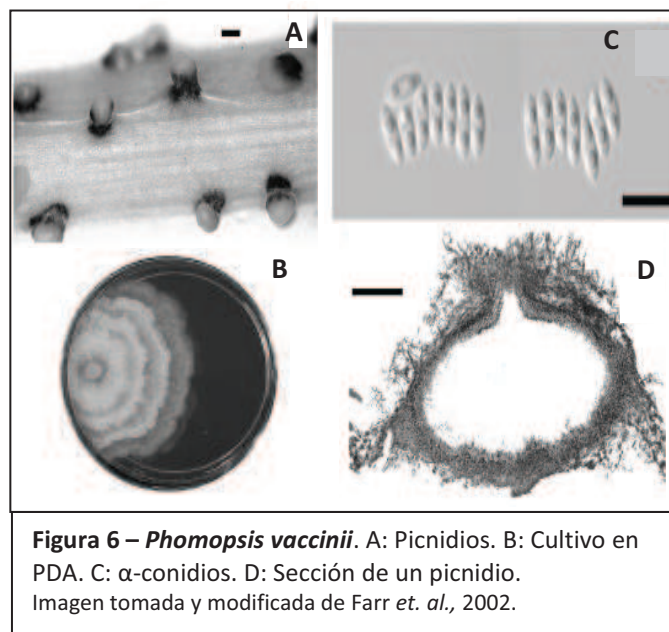 A
C
B
D
Figura 6 – Phomopsis vaccinii. A: Picnidios. B: Cultivo en
PDA. C: α-conidios. D: Sección de un picnidio.
Imagen tomada y modificada de Farr et. al., 2002.